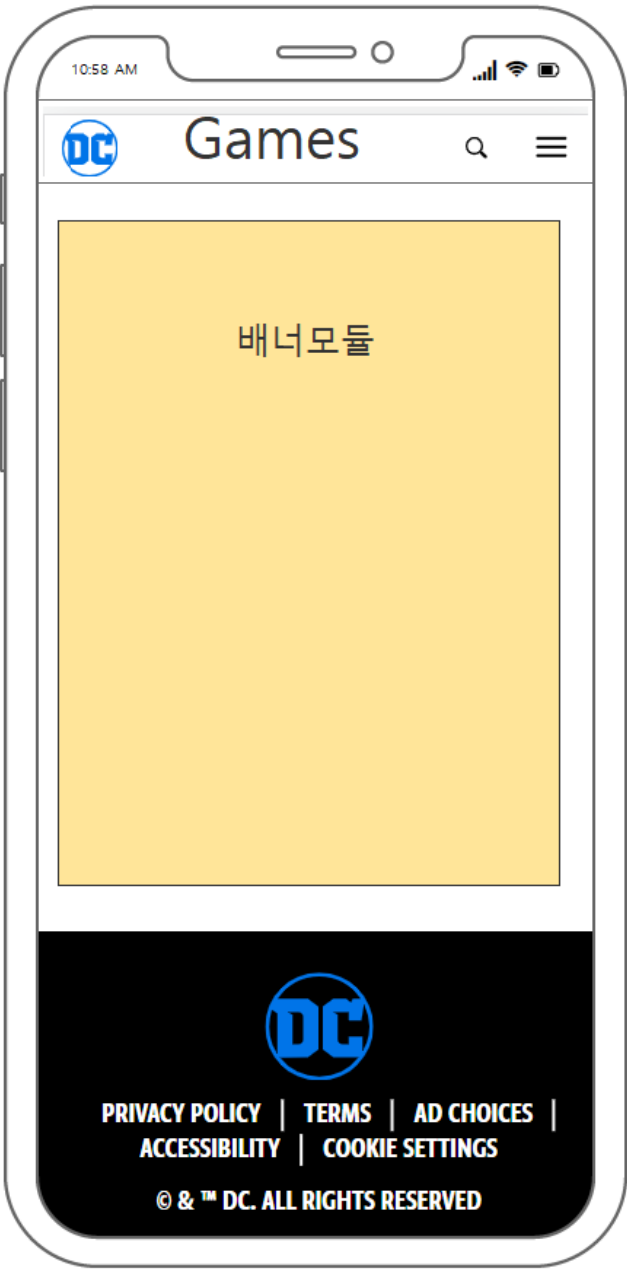 10:58 AM
DC Games
배너모듈
DC
PRIVACY POLICY | TERMS | AD CHOICES |
ACCESSIBILITY | COOKIE SETTINGS
© & ™ DC. ALL RIGHTS RESERVED